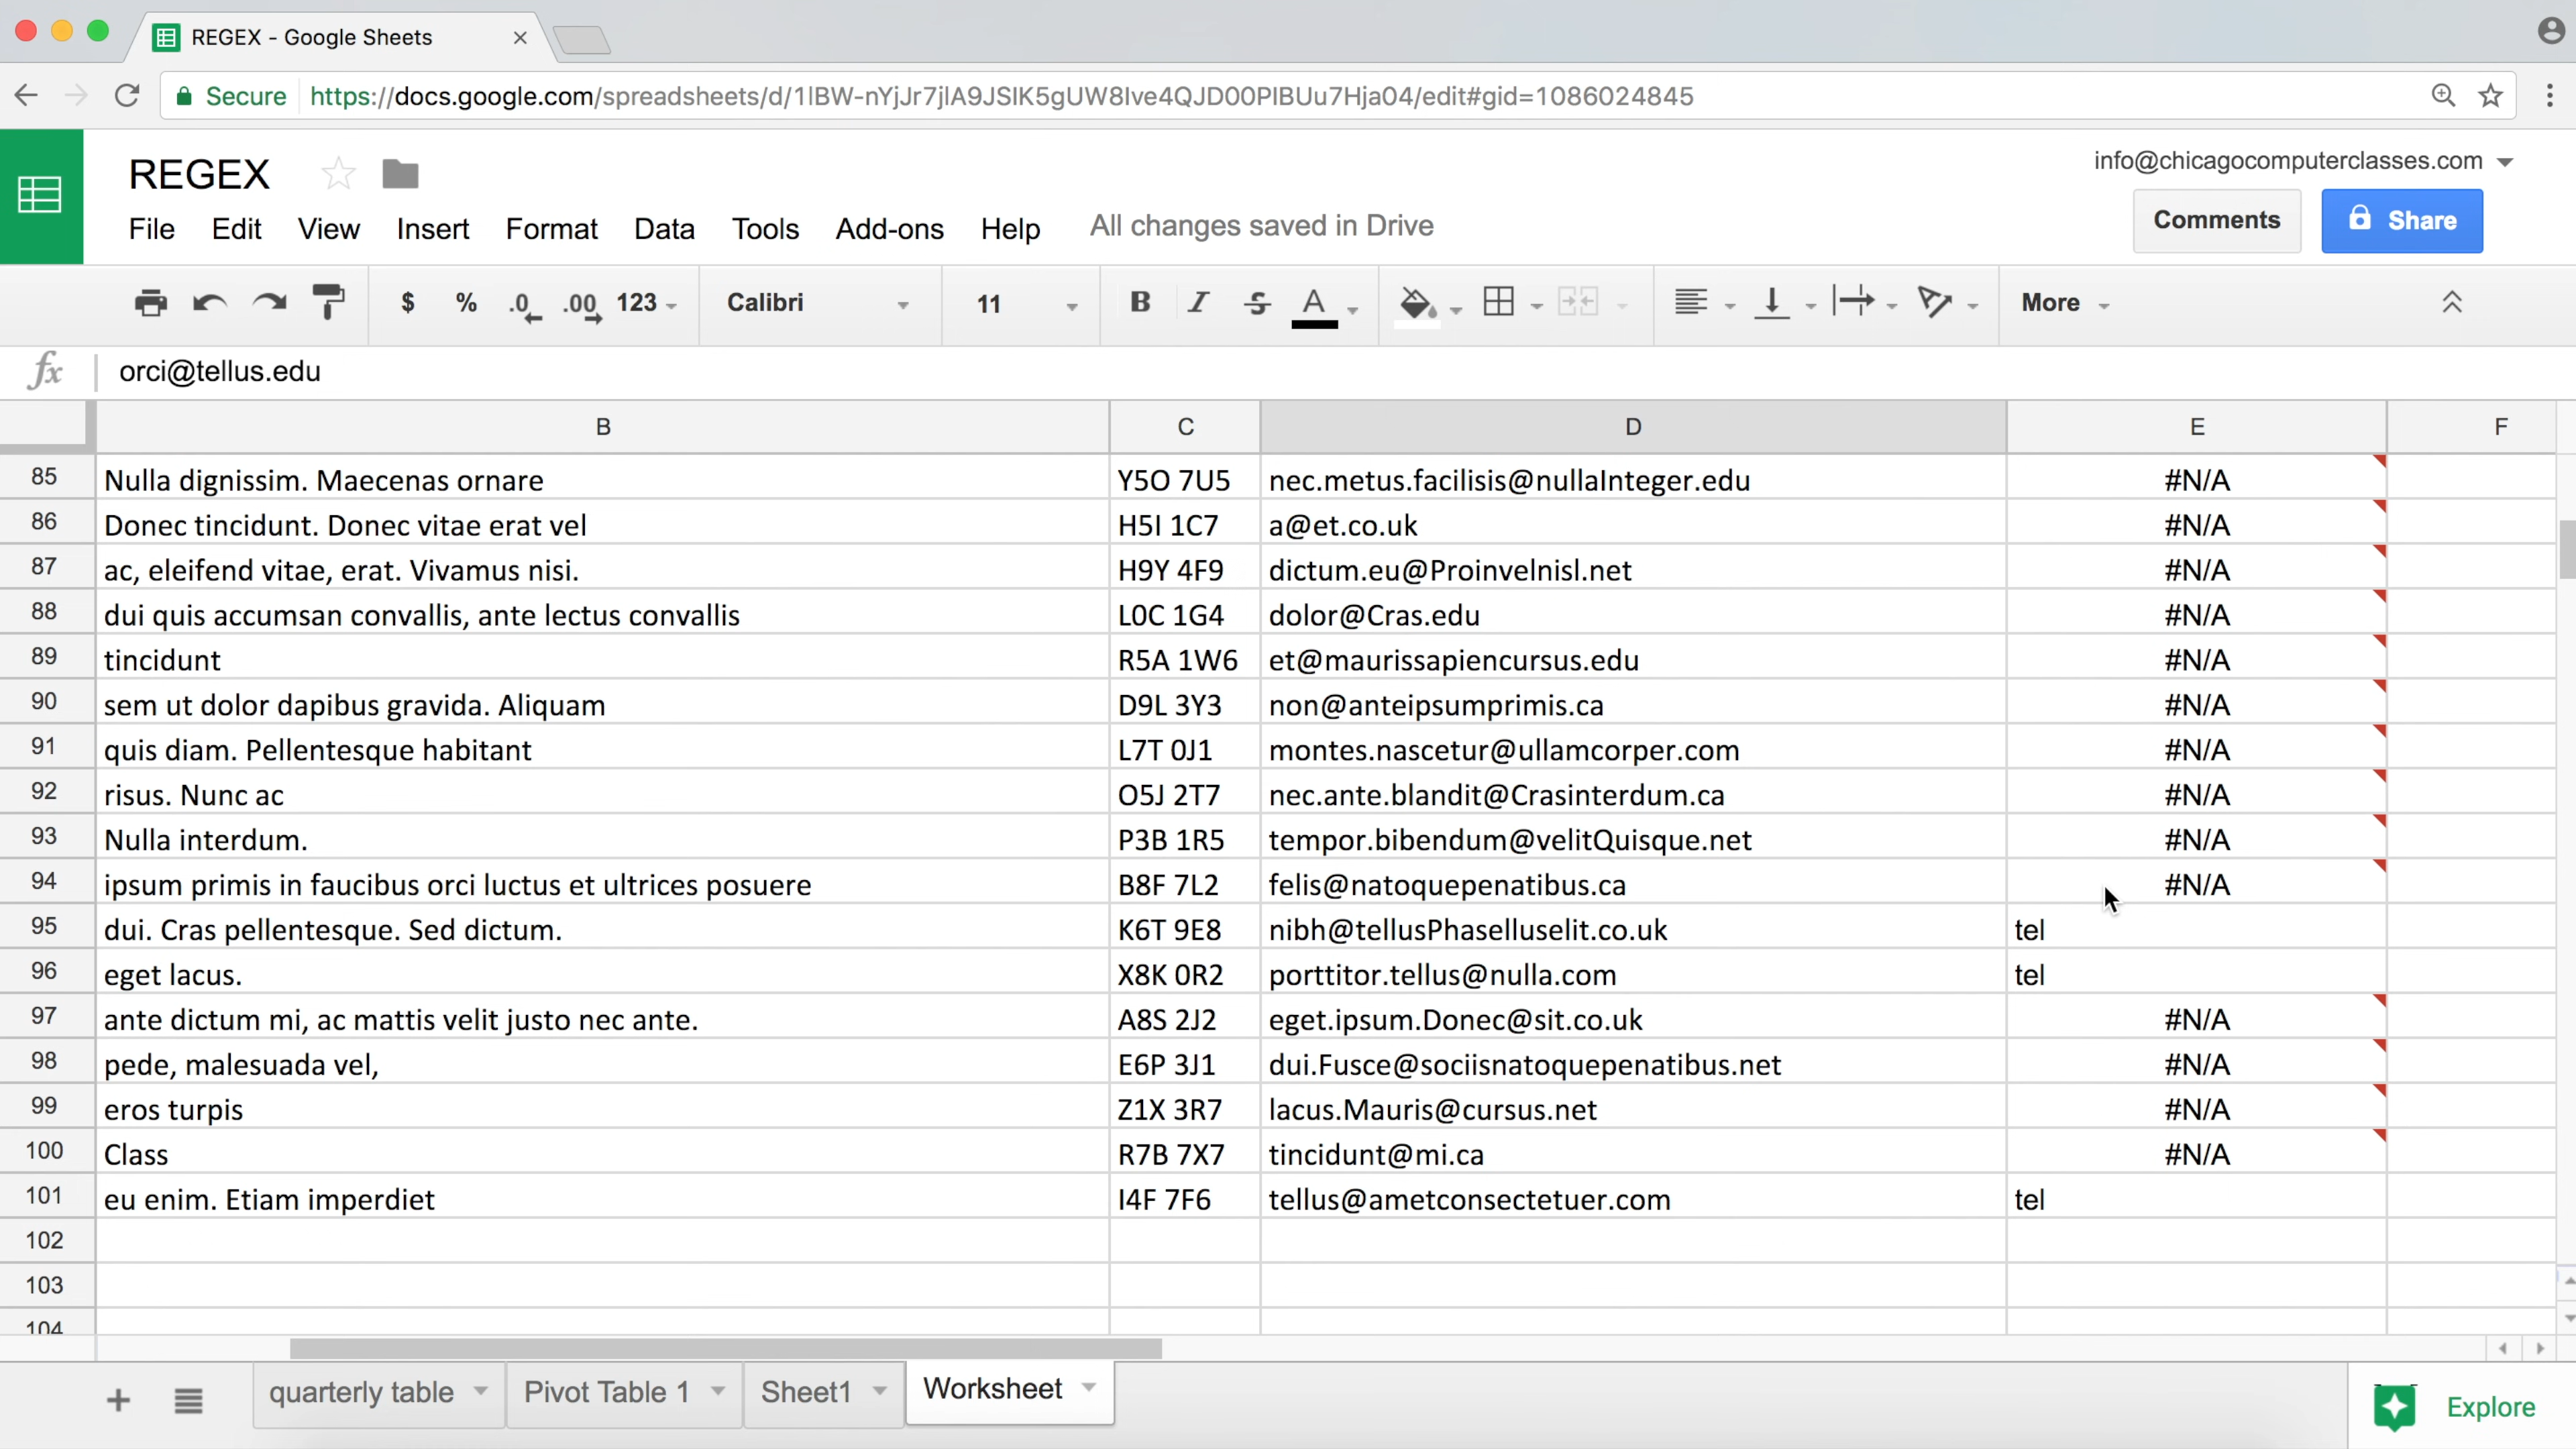 REGEX - Google Sheets
Secure https://docs.google.com/spreadsheets/d/1IBW-nYjJr7jIA9JSIK5gUW8Ive4QJD00PIBUu7Hja04/edit#gid=1086024845
REGEX
info@chicagocomputerclasses.com
File Edit View Insert Format Data Tools Add-ons Help All changes saved in Drive
Comments Share
$ % .0 .00 123 Calibri 11 B I S A More
fx orci@tellus.edu
B C D E F
85 Nulla dignissim. Maecenas ornare Y5O 7U5 nec.metus.facilisis@nullaInteger.edu #N/A
86 Donec tincidunt. Donec vitae erat vel H5I 1C7 a@et.co.uk #N/A
87 ac, eleifend vitae, erat. Vivamus nisi. H9Y 4F9 dictum.eu@Proinvelnisl.net #N/A
88 dui quis accumsan convallis, ante lectus convallis L0C 1G4 dolor@Cras.edu #N/A
89 tincidunt R5A 1W6 et@maurissapiencursus.edu #N/A
90 sem ut dolor dapibus gravida. Aliquam D9L 3Y3 non@anteipsumprimis.ca #N/A
91 quis diam. Pellentesque habitant L7T 0J1 montes.nascetur@ullamcorper.com #N/A
92 risus. Nunc ac O5J 2T7 nec.ante.blandit@Crasinterdum.ca #N/A
93 Nulla interdum. P3B 1R5 tempor.bibendum@velitQuisque.net #N/A
94 ipsum primis in faucibus orci luctus et ultrices posuere B8F 7L2 felis@natoquepenatibus.ca #N/A
95 dui. Cras pellentesque. Sed dictum. K6T 9E8 nibh@tellusPhaselluselit.co.uk tel
96 eget lacus. X8K 0R2 porttitor.tellus@nulla.com tel
97 ante dictum mi, ac mattis velit justo nec ante. A8S 2J2 eget.ipsum.Donec@sit.co.uk #N/A
98 pede, malesuada vel, E6P 3J1 dui.Fusce@sociisnatoquepenatibus.net #N/A
99 eros turpis Z1X 3R7 lacus.Mauris@cursus.net #N/A
100 Class R7B 7X7 tincidunt@mi.ca #N/A
101 eu enim. Etiam imperdiet I4F 7F6 tellus@ametconsectetuer.com tel
102
103
104
quarterly table Pivot Table 1 Sheet1 Worksheet Explore